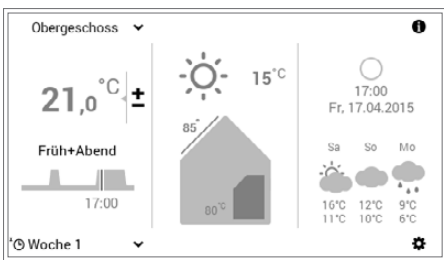 Obergeschoss
21,0 °C ±
Früh+Abend
17:00
Woche 1
15°C
85°
60°C
17:00
Fr, 17.04.2015
Sa So Mo
16°C 12°C 9°C
11°C 10°C 6°C